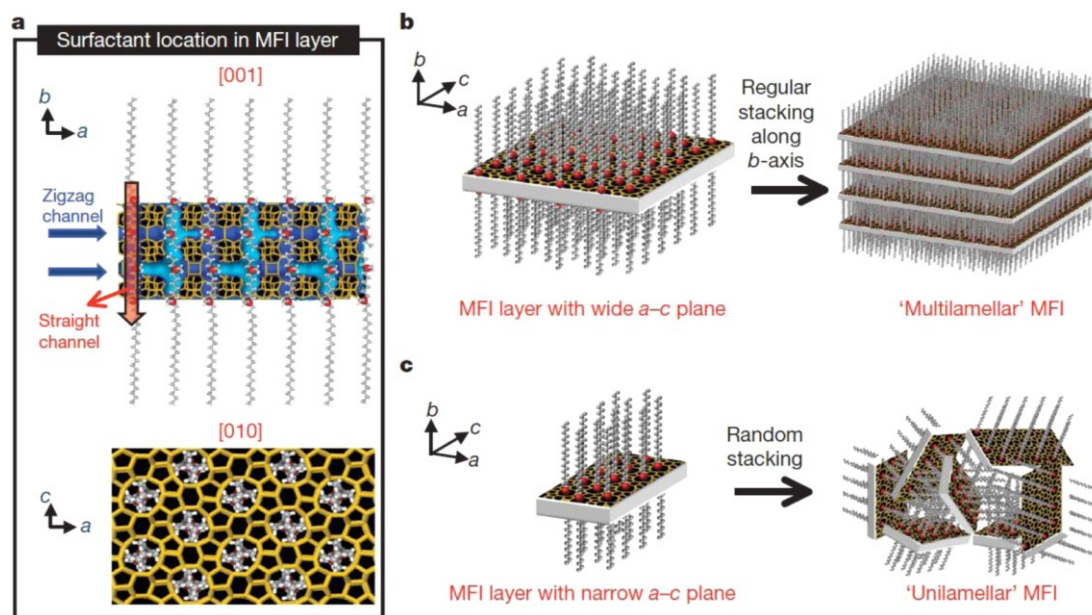 a
Surfactant location in MFI layer
[001]
b
a
Zigzag
channel
Straight
channel
[010]
c
a
b
b
c
a
Regular
stacking
along
b-axis
MFI layer with wide a–c plane
‘Multilamellar’ MFI
c
b
c
a
Random
stacking
MFI layer with narrow a–c plane
‘Unilamellar’ MFI